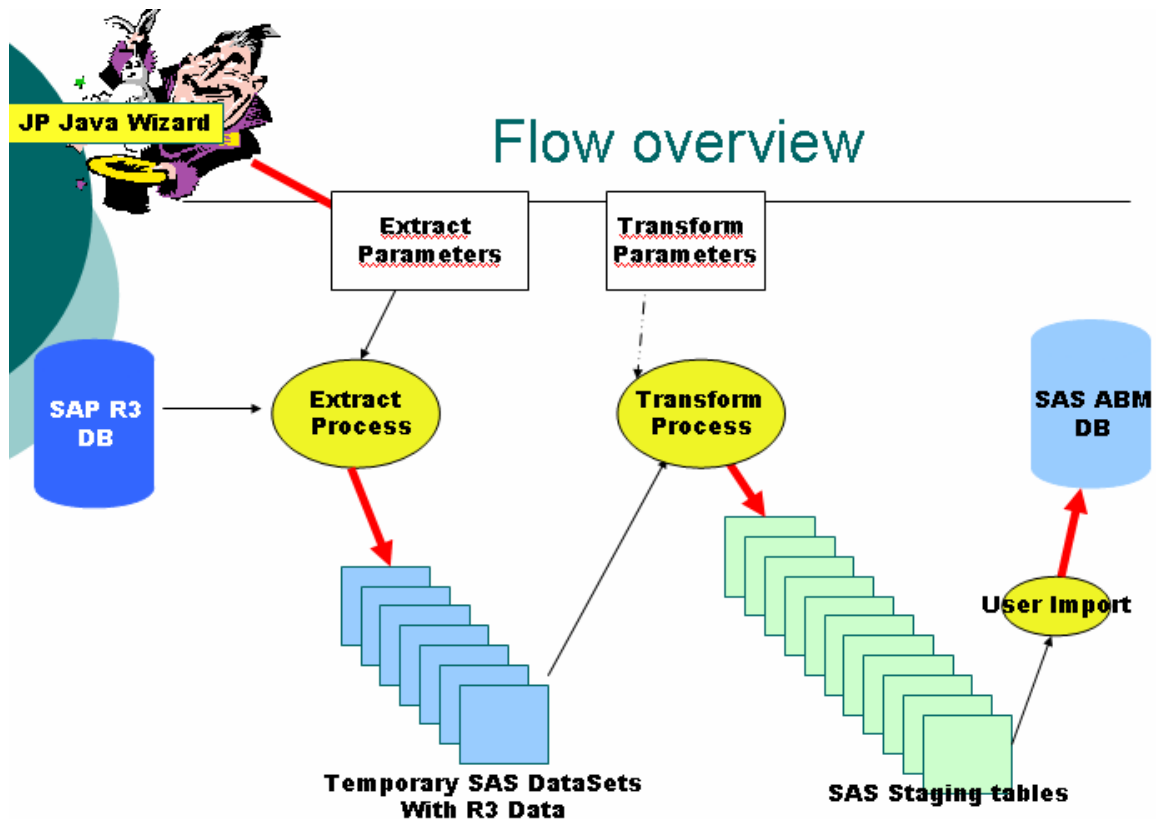 JP Java Wizard
Flow overview
Extract
Parameters
Transform
Parameters
SAP R3
DB
Extract
Process
Transform
Process
SAS ABM
DB
User Import
Temporary SAS DataSets
With R3 Data
SAS Staging tables